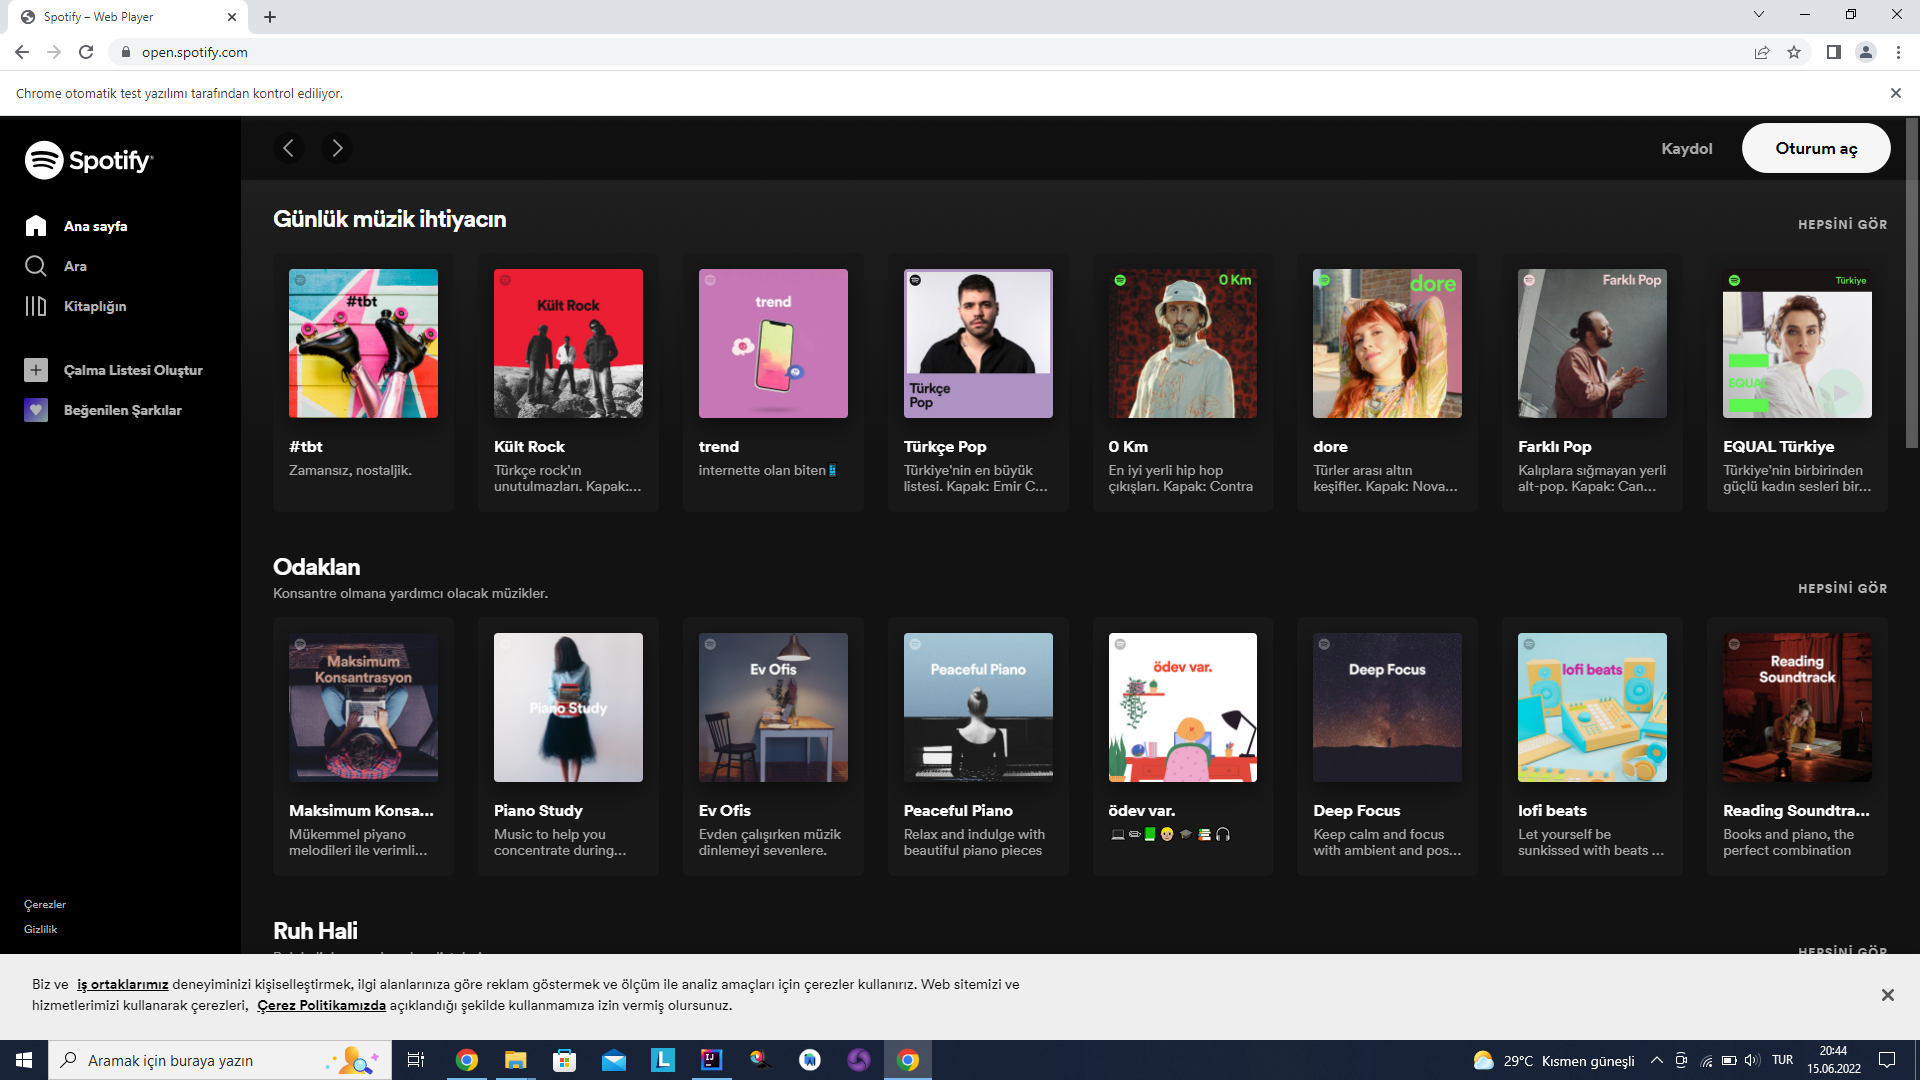 Spotify – Web Player
open.spotify.com
Chrome otomatik test yazılımı tarafından kontrol ediliyor.
Spotify
Kaydol
Oturum aç
Ana sayfa
Ara
Kitaplığın
Çalma Listesi Oluştur
Beğenilen Şarkılar
Çerezler
Gizlilik
Günlük müzik ihtiyacın
HEPSİNİ GÖR
#tbt
Kült Rock
trend
Türkçe
Pop
0 Km
dore
Farklı Pop
Türkiye
EQUAL
#tbt
Zamansız, nostaljik.
Kült Rock
Türkçe rock'ın
unutulmazları. Kapak:...
trend
internette olan biten
Türkçe Pop
Türkiye'nin en büyük
listesi. Kapak: Emir C...
0 Km
En iyi yerli hip hop
çıkışları. Kapak: Contra
dore
Türler arası altın
keşifler. Kapak: Nova...
Farklı Pop
Kalıplara sığmayan yerli
alt-pop. Kapak: Can...
EQUAL Türkiye
Türkiye'nin birbirinden
güçlü kadın sesleri bir...
Odaklan
Konsantre olmana yardımcı olacak müzikler.
HEPSİNİ GÖR
Maksimum
Konsantrasyon
Piano Study
Ev Ofis
Peaceful Piano
ödev var.
Deep Focus
lofi beats
Reading
Soundtrack
Maksimum Konsa...
Mükemmel piyano
melodileri ile verimli...
Piano Study
Music to help you
concentrate during...
Ev Ofis
Evden çalışırken müzik
dinlemeyi sevenlere.
Peaceful Piano
Relax and indulge with
beautiful piano pieces
ödev var.
💻✏📗👩🎓📚🎧
Deep Focus
Keep calm and focus
with ambient and pos...
lofi beats
Let yourself be
sunkissed with beats ...
Reading Soundtra...
Books and piano, the
perfect combination
Ruh Hali
HEPSİNİ GÖR
Biz ve iş ortaklarımız deneyiminizi kişiselleştirmek, ilgi alanlarınıza göre reklam göstermek ve ölçüm ile analiz amaçları için çerezler kullanırız. Web sitemizi ve
hizmetlerimizi kullanarak çerezleri, Çerez Politikamızda açıklandığı şekilde kullanmamıza izin vermiş olursunuz.
Aramak için buraya yazın
29°C Kısmen güneşli
TUR
20:44
15.06.2022